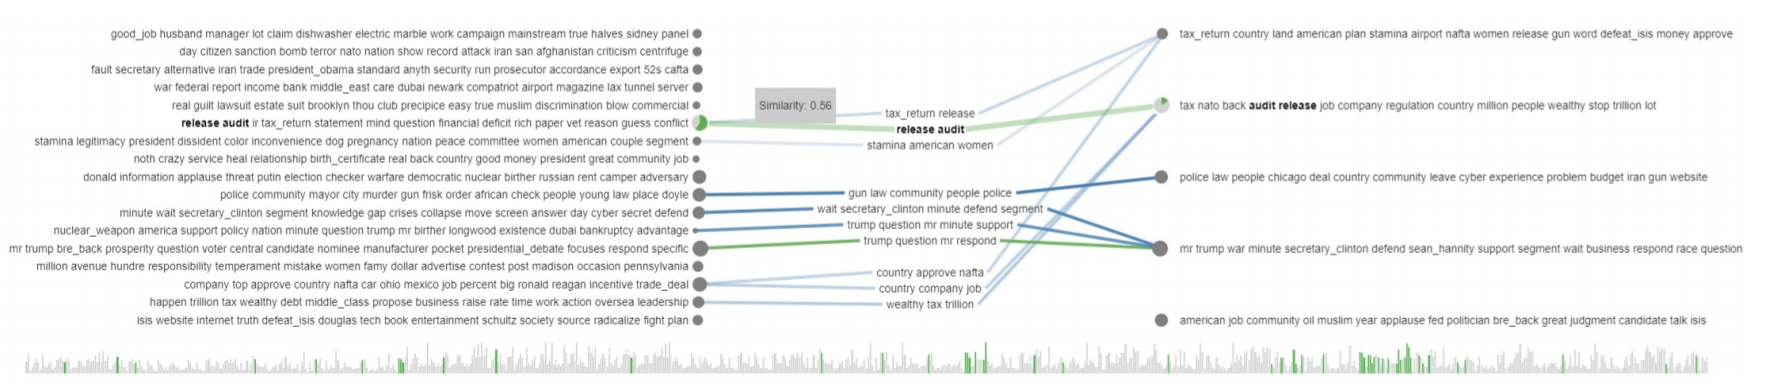 good_job husband manager lot claim dishwasher electric marble work campaign mainstream true halves sidney panel
day citizen sanction bomb terror nato nation show record attack iran san afghanistan criticism centrifuge
fault secretary alternative iran trade president_obama standard anyth security run prosecutor accordance export 52s cafta
war federal report income bank middle_east care dubai newark compatriot airport magazine lax tunnel server
real guilt lawsuit estate suit brooklyn thou club precipice easy true muslim discrimination blow commercial
release audit ir tax_return statement mind question financial deficit rich paper vet reason guess conflict
stamina legitimacy president dissident color inconvenience dog pregnancy nation peace committee women american couple segment
noth crazy service heal relationship birth_certificate real back country good money president great community job
donald information applause threat putin election checker warfare democratic nuclear birther russian rent camper adversary
police community mayor city murder gun frisk order african check people young law place doyle
minute wait secretary_clinton segment knowledge gap crises collapse move screen answer day cyber secret defend
nuclear_weapon america support policy nation minute question trump mr birther longwood existence dubai bankruptcy advantage
mr trump bre_back prosperity question voter central candidate nominee manufacturer pocket presidential_debate focuses respond specific
million avenue hundre responsibility temperament mistake women famy dollar advertise contest post madison occasion pennsylvania
company top approve country nafta car ohio mexico job percent big ronald reagan incentive trade_deal
happen trillion tax wealthy debt middle_class propose business raise rate time work action oversea leadership
isis website internet truth defeat_isis douglas tech book entertainment schultz society source radicalize fight plan
Similarity: 0.56
tax_return release
release audit
stamina american women
gun law community people police
wait secretary_clinton minute defend segment
trump question mr minute support
trump question mr respond
country approve nafta
country company job
wealthy tax trillion
tax_return country land american plan stamina airport nafta women release gun word defeat_isis money approve
tax nato back audit release job company regulation country million people wealthy stop trillion lot
police law people chicago deal country community leave cyber experience problem budget iran gun website
mr trump war minute secretary_clinton defend sean_hannity support segment wait business respond race question
american job community oil muslim year applause fed politician bre_back great judgment candidate talk isis